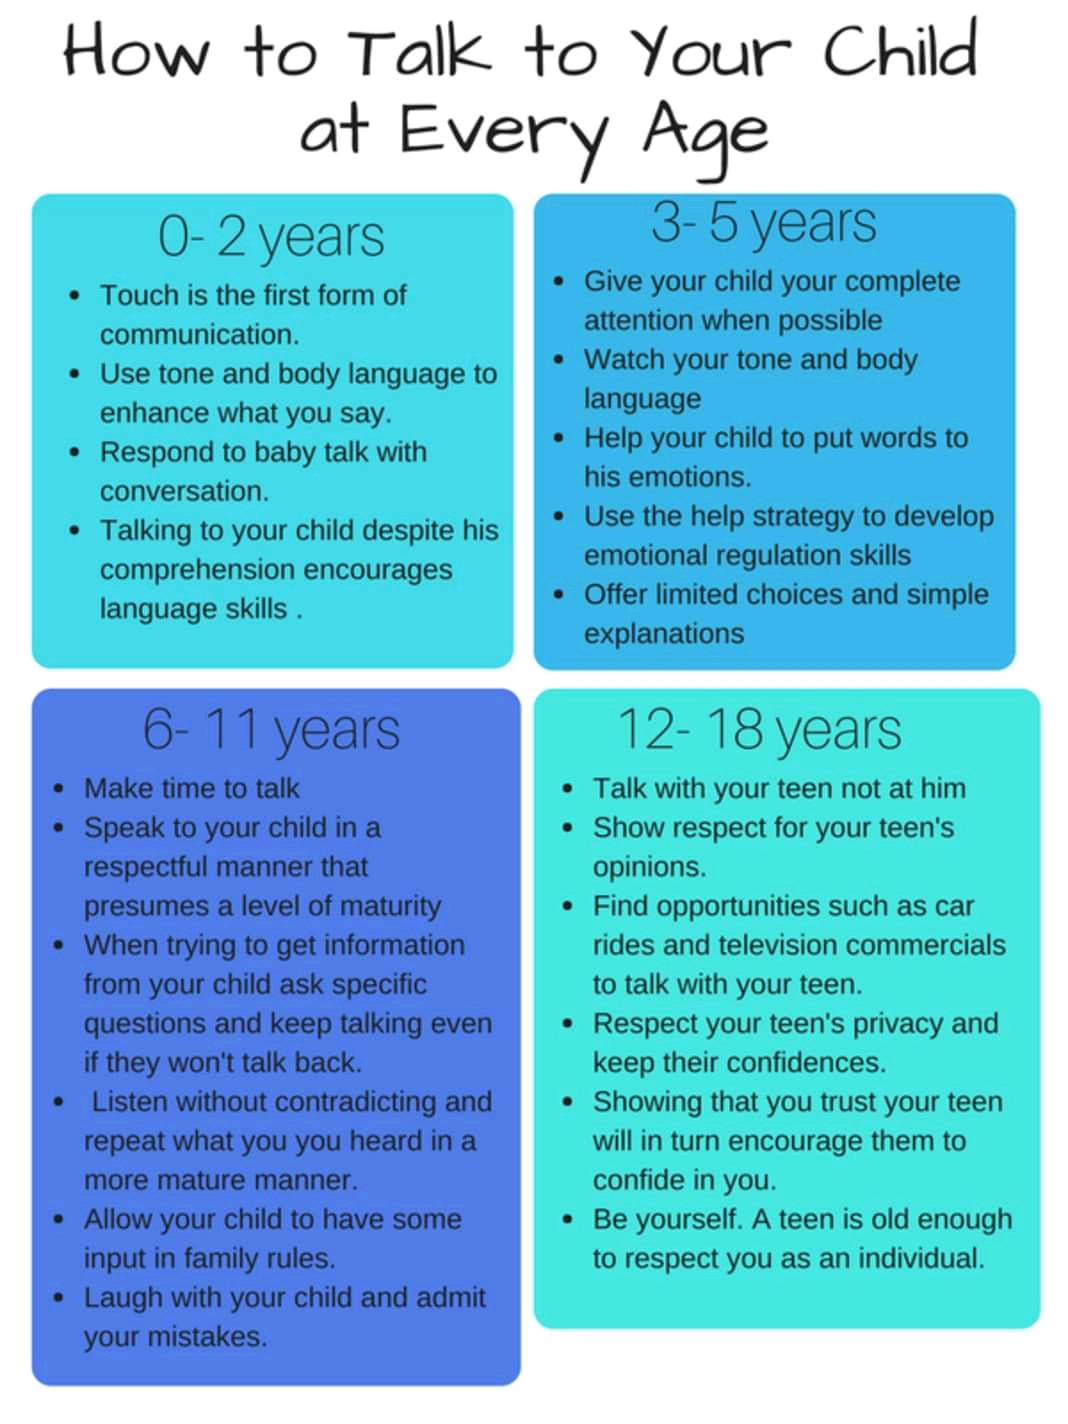 How to Talk to Your Child
at Every Age
0- 2 years
• Touch is the first form of
communication.
• Use tone and body language to
enhance what you say.
• Respond to baby talk with
conversation.
• Talking to your child despite his
comprehension encourages
language skills .
3- 5 years
• Give your child your complete
attention when possible
• Watch your tone and body
language
• Help your child to put words to
his emotions.
• Use the help strategy to develop
emotional regulation skills
• Offer limited choices and simple
explanations
6- 11 years
• Make time to talk
• Speak to your child in a
respectful manner that
presumes a level of maturity
• When trying to get information
from your child ask specific
questions and keep talking even
if they won't talk back.
• Listen without contradicting and
repeat what you you heard in a
more mature manner.
• Allow your child to have some
input in family rules.
• Laugh with your child and admit
your mistakes.
12- 18 years
• Talk with your teen not at him
• Show respect for your teen's
opinions.
• Find opportunities such as car
rides and television commercials
to talk with your teen.
• Respect your teen's privacy and
keep their confidences.
• Showing that you trust your teen
will in turn encourage them to
confide in you.
• Be yourself. A teen is old enough
to respect you as an individual.